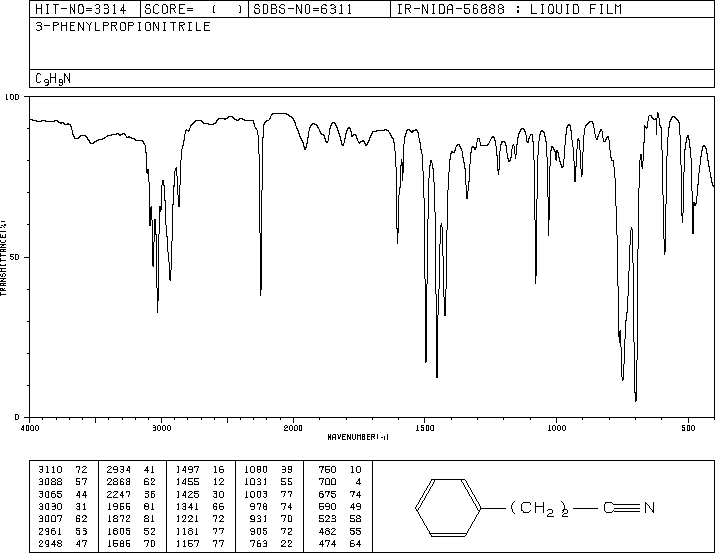 HIT-NO=3314 SCORE= ( ) SDBS-NO=6311 IR-NIDA-56888 : LIQUID FILM
3-PHENYLPROPIONITRILE
C9H9N
100
50
0
TRANSMITTANCE(%)
4000 3000 2000 1500 1000 500
WAVENUMBER(-1)
3110 72 2934 41 1497 16 1080 39 750 10
3088 57 2868 62 1455 12 1031 55 700 4
3065 44 2247 36 1425 30 1003 77 675 74
3030 31 1956 81 1341 66 978 74 590 49
3007 62 1872 81 1221 72 931 70 523 58
2961 53 1605 52 1181 77 905 72 482 55
2948 47 1586 70 1157 77 763 22 474 64
(CH2)2 C≡N